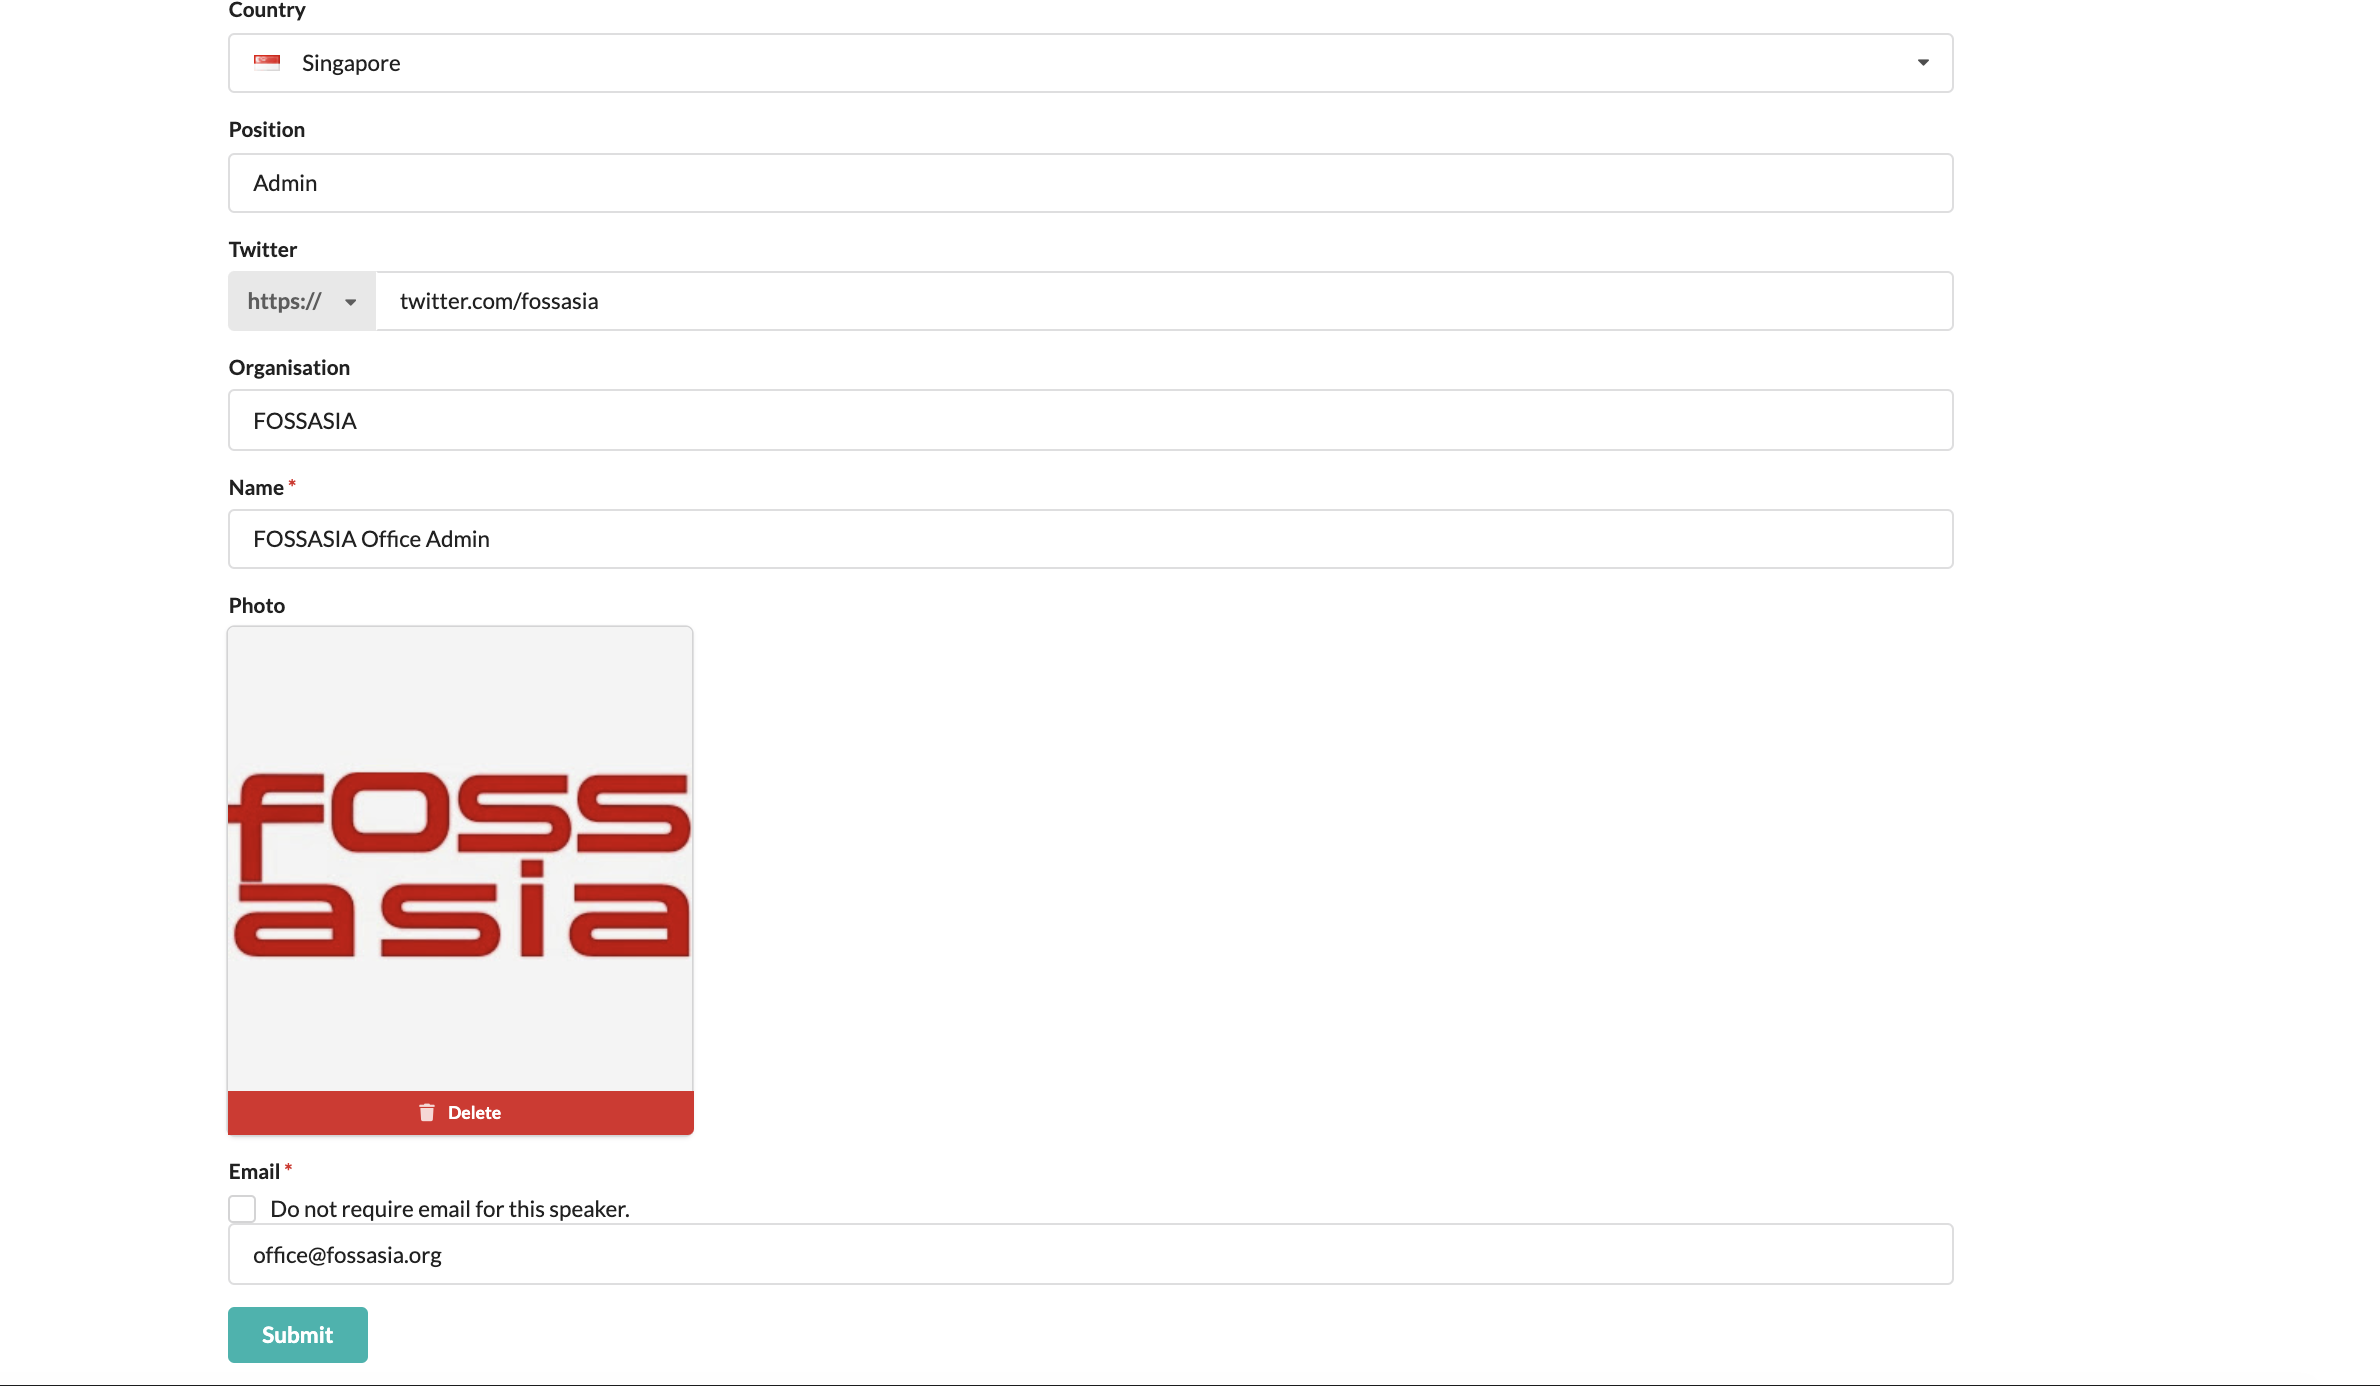 Country
Singapore
Position
Admin
Twitter
https:// twitter.com/fossasia
Organisation
FOSSASIA
Name *
FOSSASIA Office Admin
Photo
foss
asia
Delete
Email *
Do not require email for this speaker.
office@fossasia.org
Submit